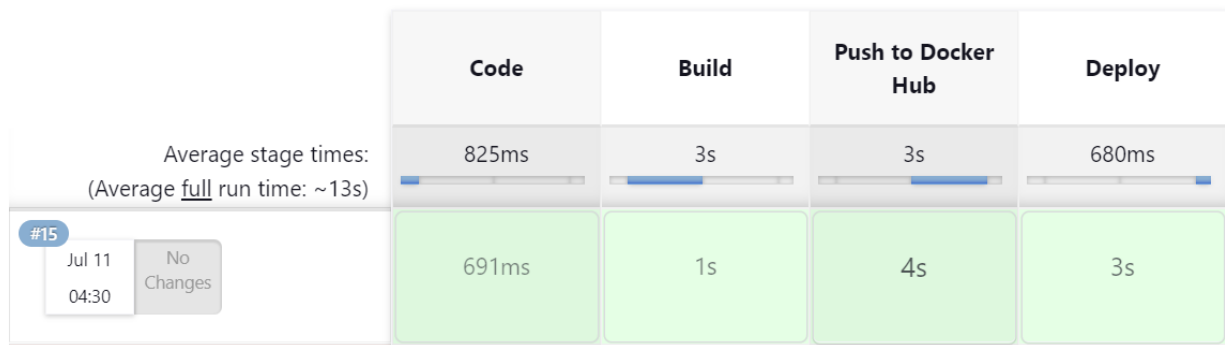 Code
Build
Push to Docker
Hub
Deploy
Average stage times:
(Average full run time: ~13s)
825ms
3s
3s
680ms
#15
Jul 11
04:30
No
Changes
691ms
1s
4s
3s